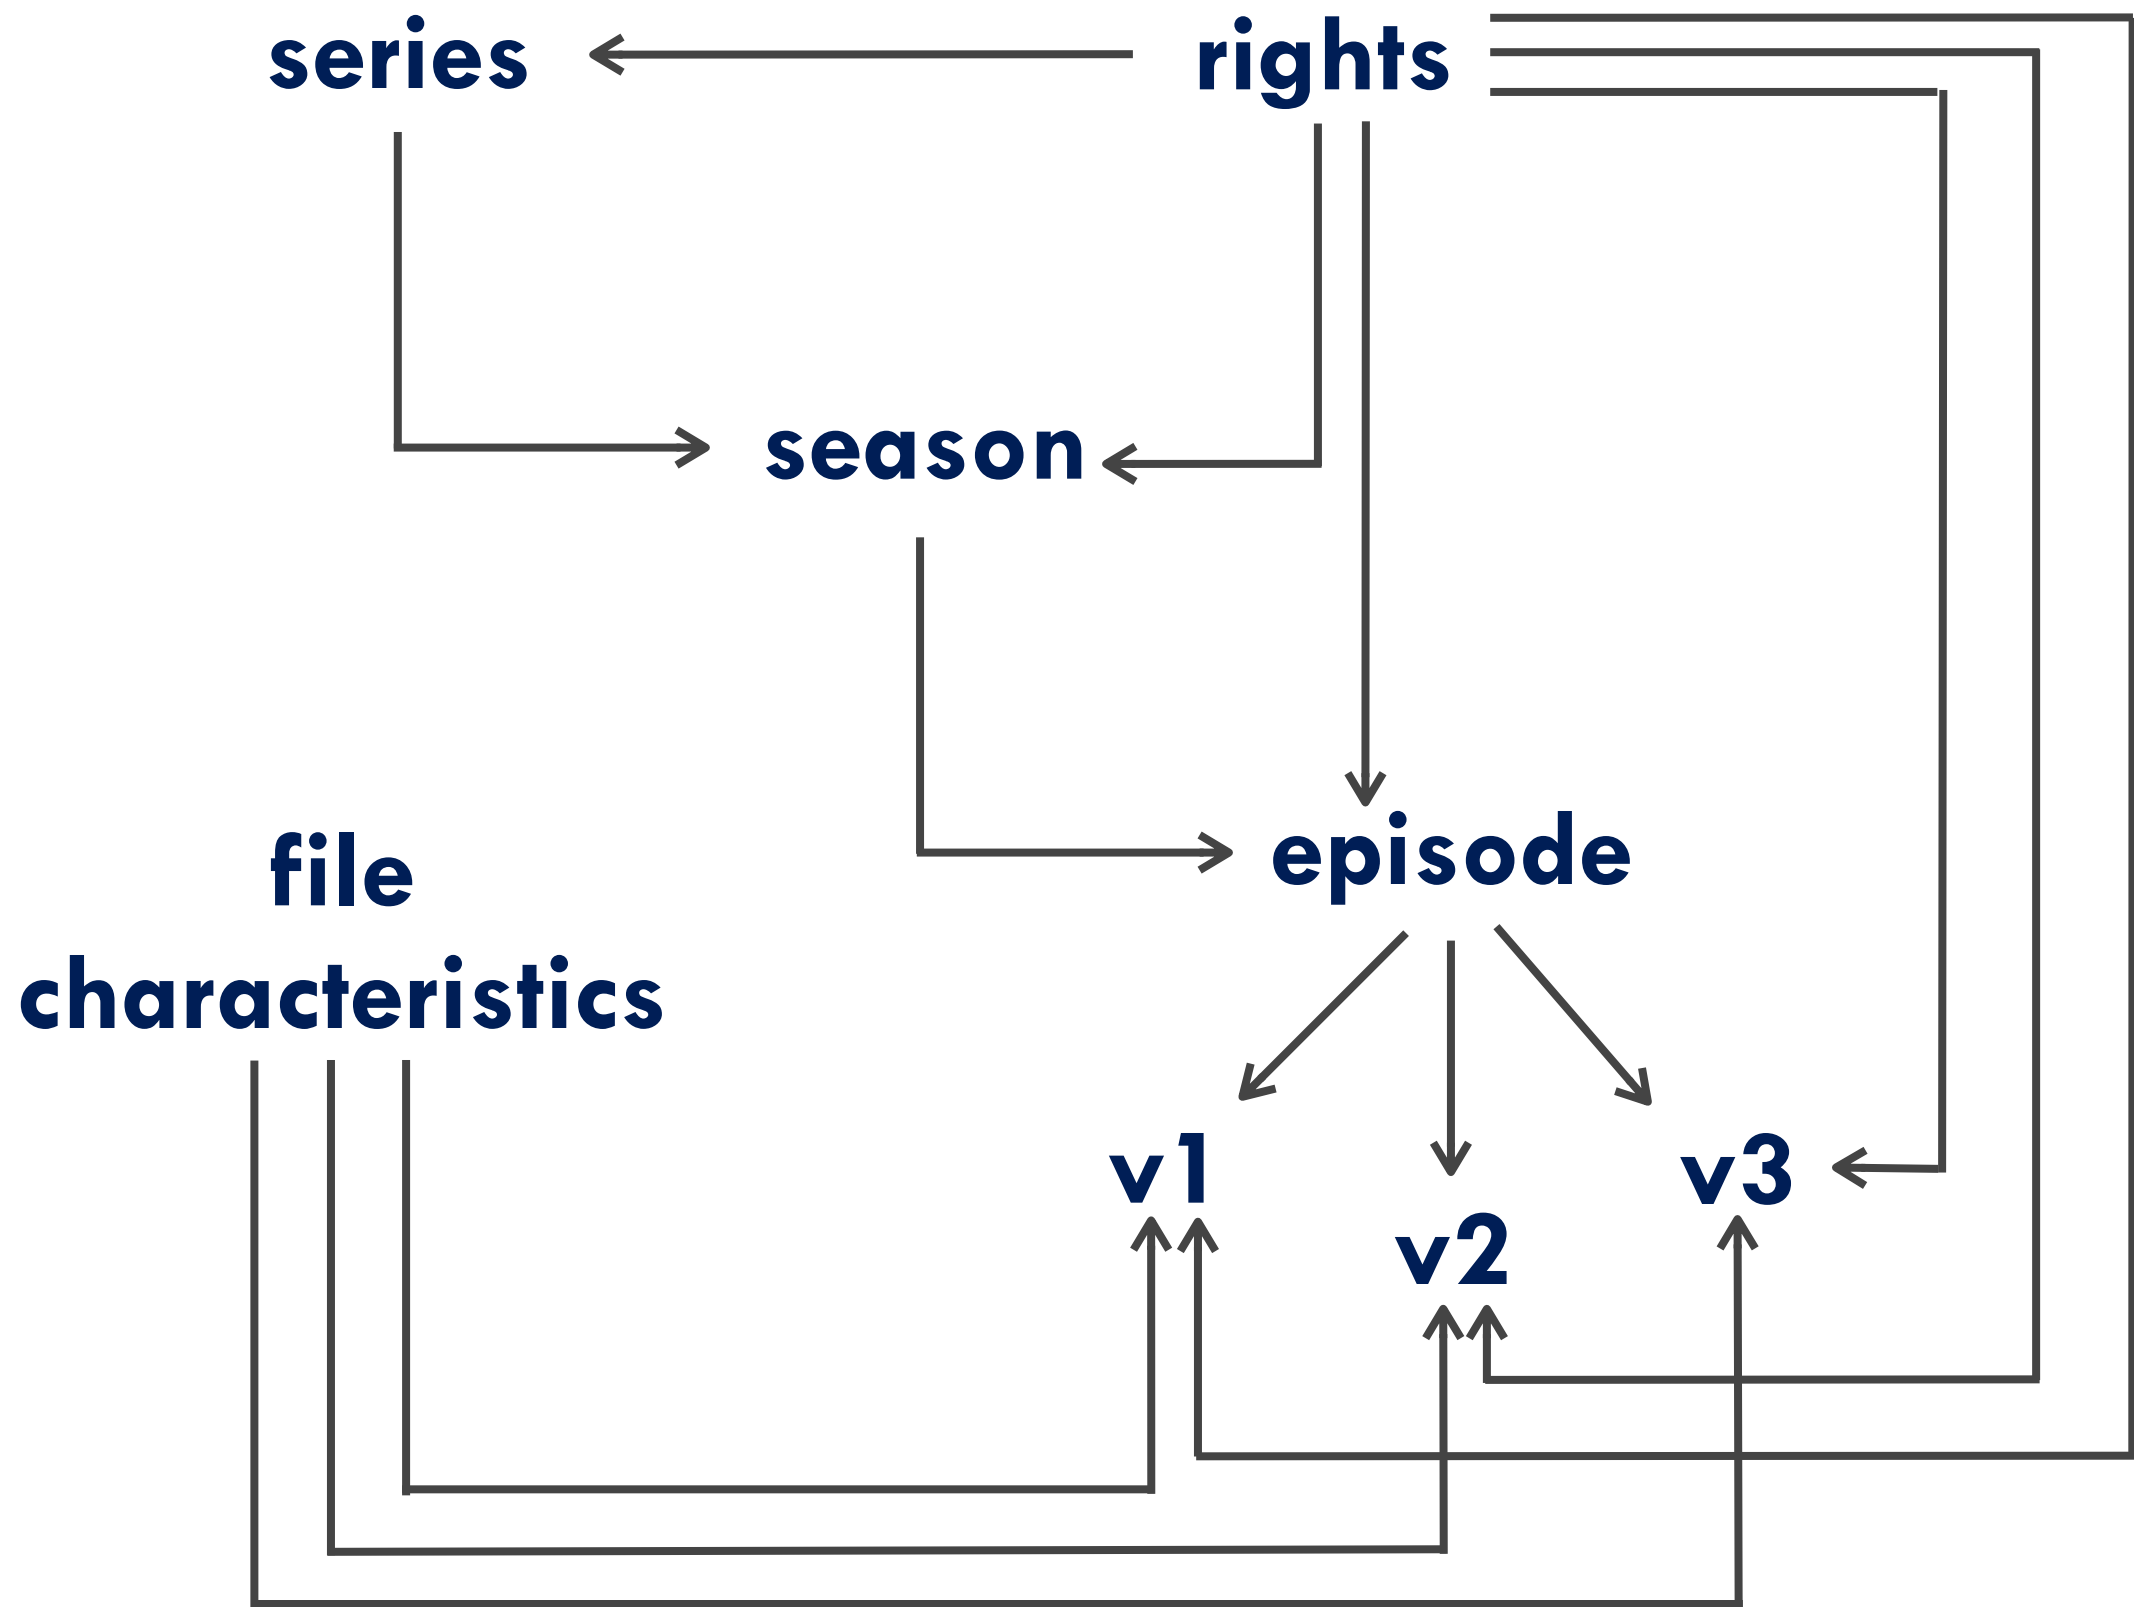 series
rights
season
file
characteristics
episode
v1
v2
v3